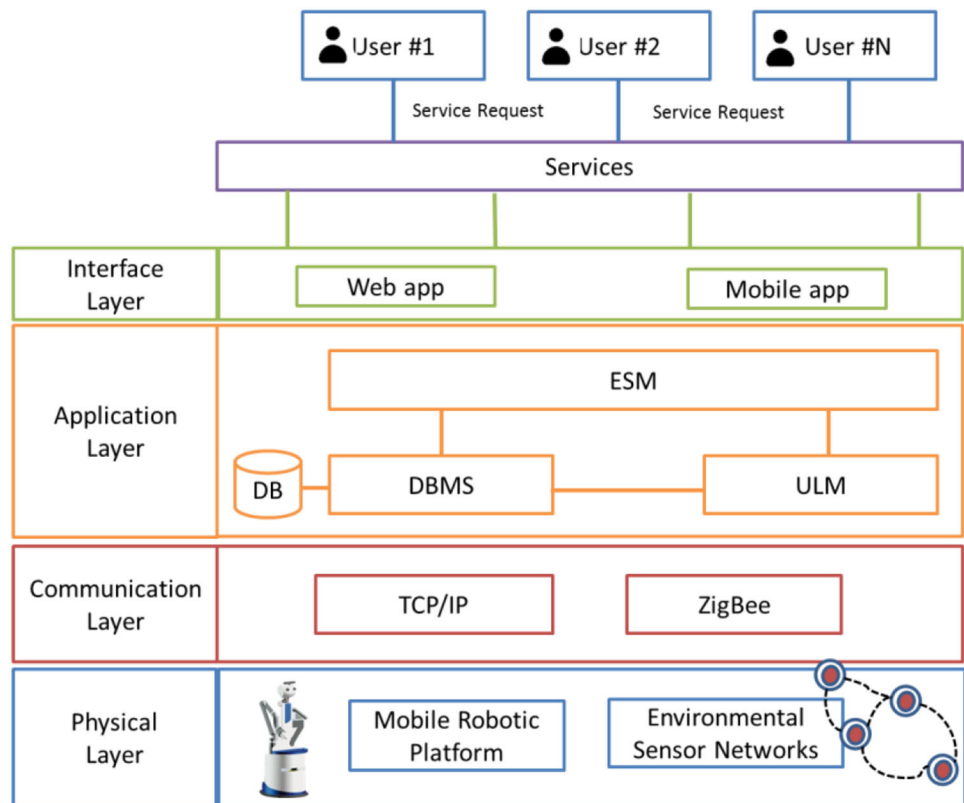 User #1
User #2
User #N
Service Request
Service Request
Services
Interface
Layer
Web app
Mobile app
Application
Layer
ESM
DB
DBMS
ULM
Communication
Layer
TCP/IP
ZigBee
Physical
Layer
Mobile Robotic
Platform
Environmental
Sensor Networks